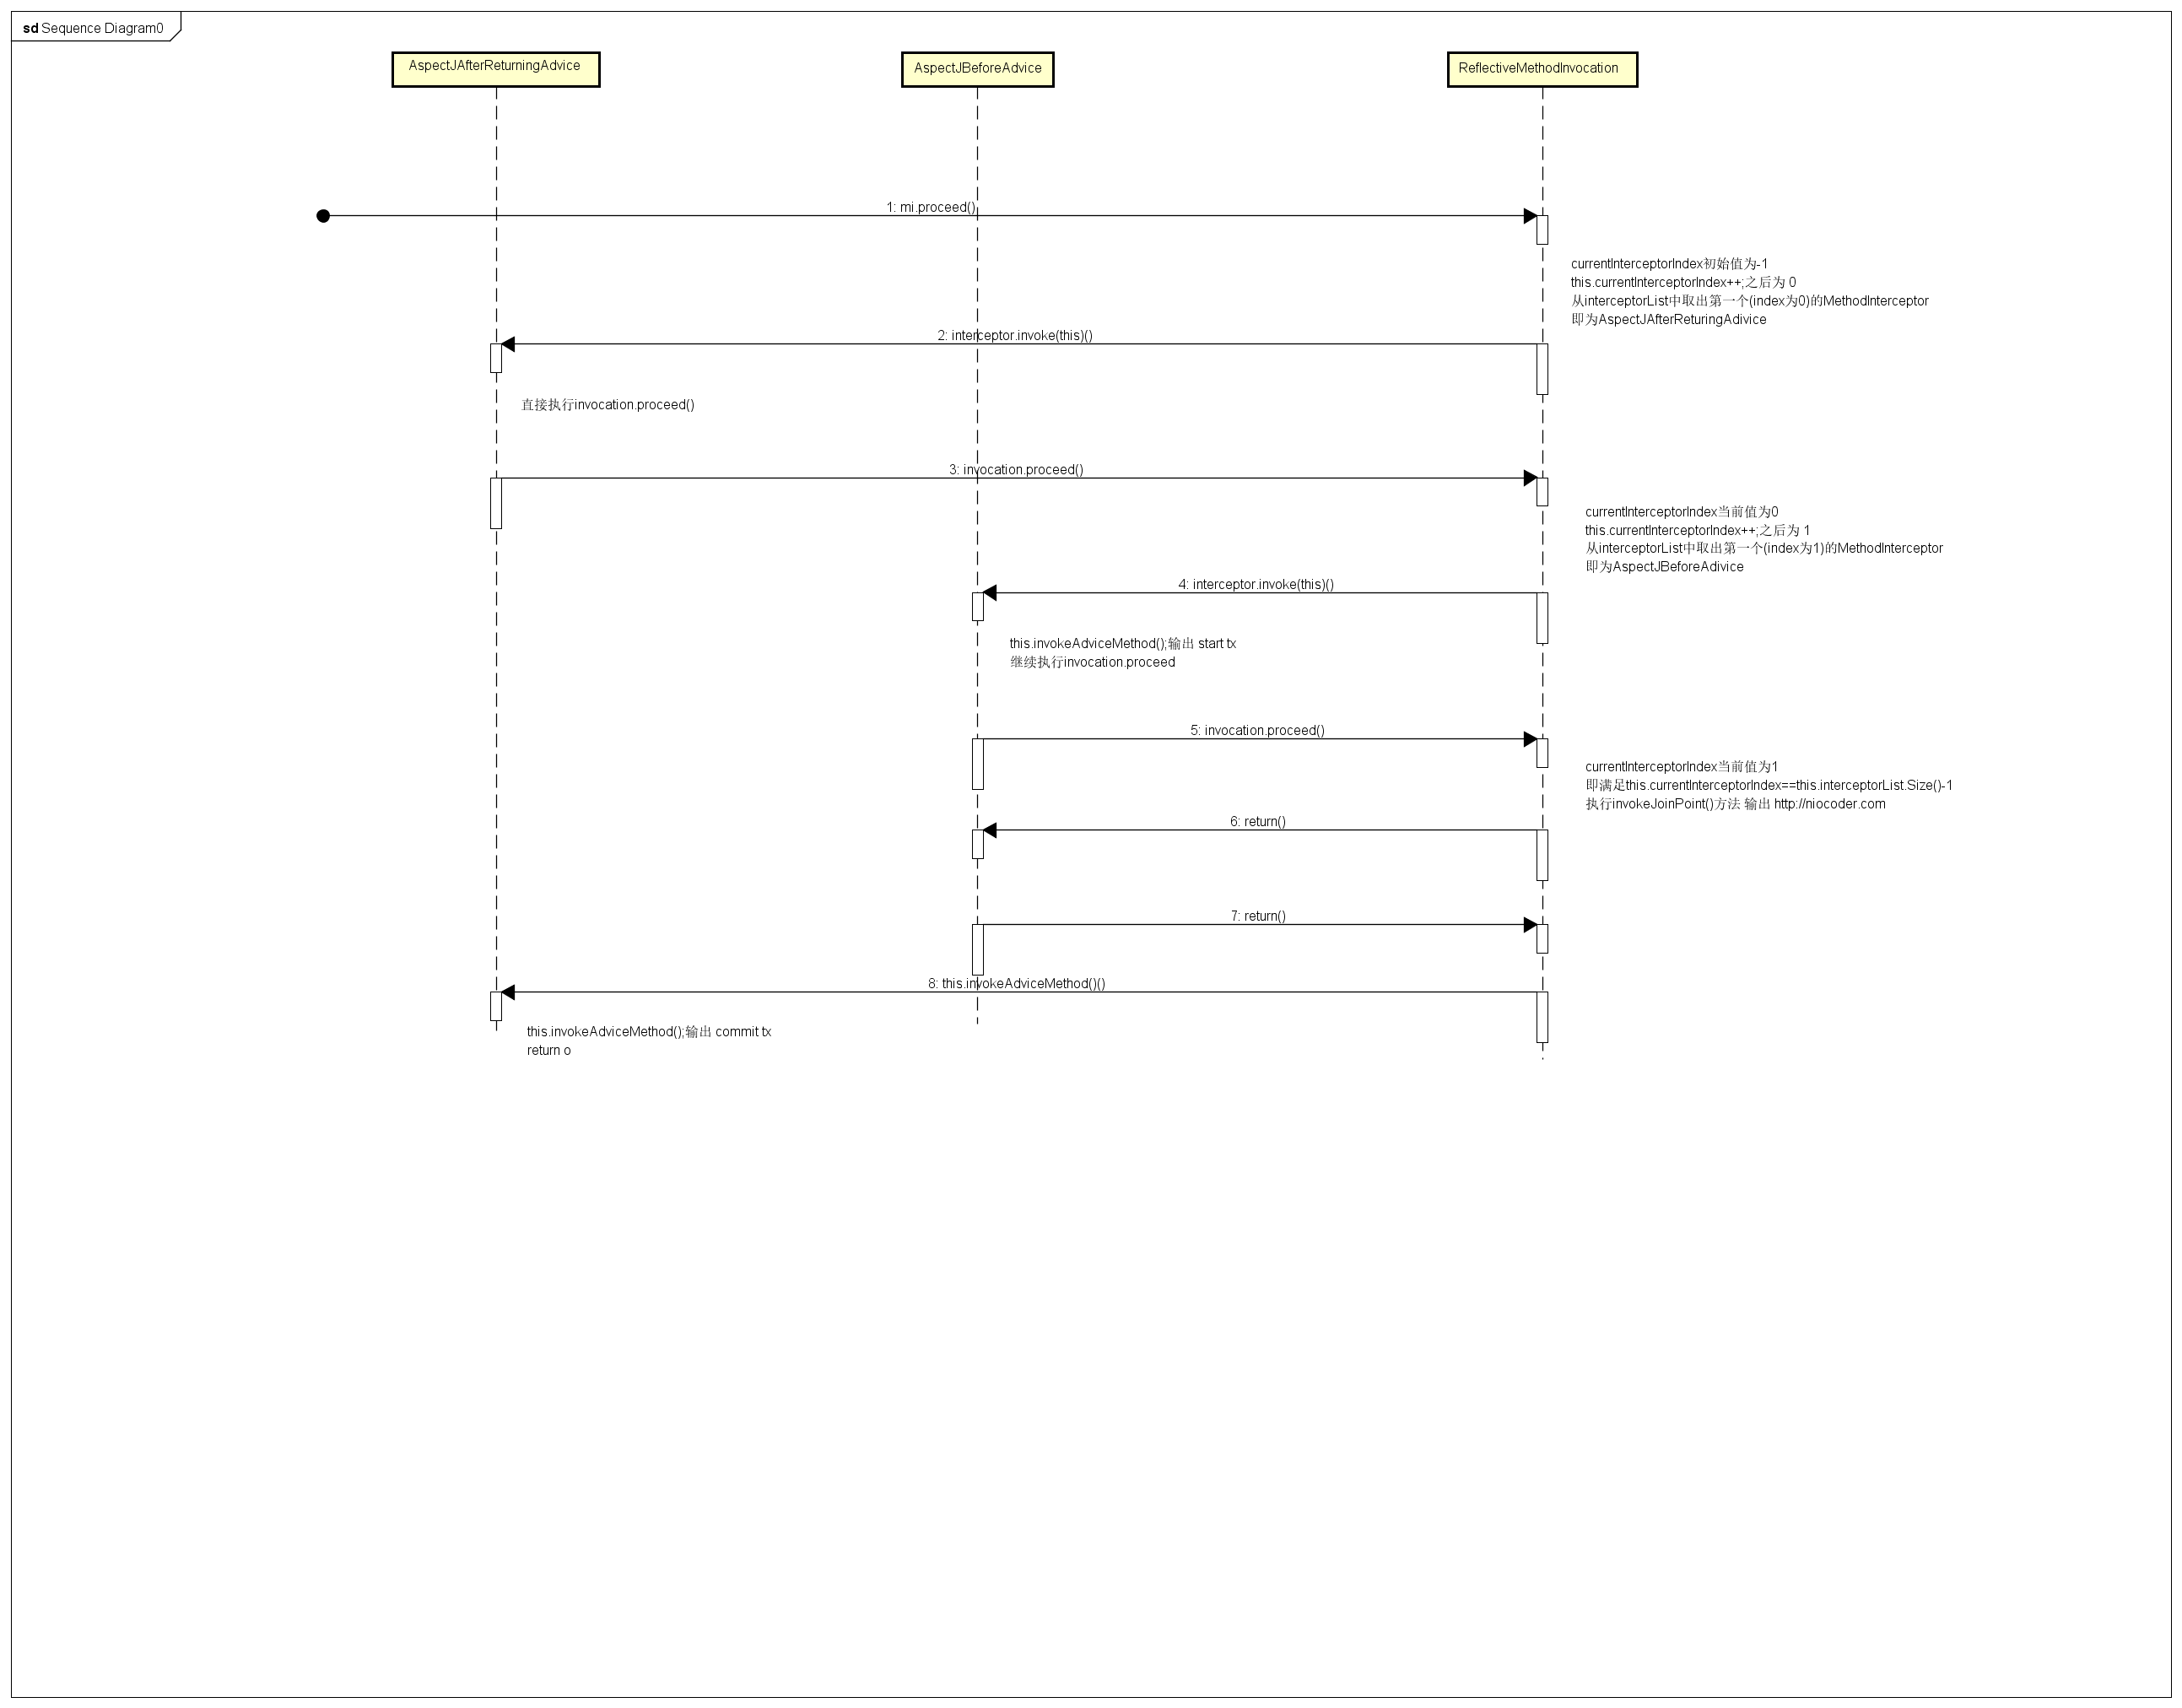 sd Sequence Diagram0
AspectJAfterReturningAdvice
AspectJBeforeAdvice
ReflectiveMethodInvocation
1: mi.proceed()
currentInterceptorIndex初始值为-1
this.currentInterceptorIndex++;之后为 0
从interceptorList中取出第一个(index为0)的MethodInterceptor
即为AspectJAfterReturingAdivice
2: interceptor.invoke(this)()
直接执行invocation.proceed()
3: invocation.proceed()
currentInterceptorIndex当前值为0
this.currentInterceptorIndex++;之后为 1
从interceptorList中取出第一个(index为1)的MethodInterceptor
即为AspectJBeforeAdivice
4: interceptor.invoke(this)()
this.invokeAdviceMethod();输出 start tx
继续执行invocation.proceed
5: invocation.proceed()
currentInterceptorIndex当前值为1
即满足this.currentInterceptorIndex==this.interceptorList.Size()-1
执行invokeJoinPoint()方法 输出 http://niocoder.com
6: return()
7: return()
8: this.invokeAdviceMethod()()
this.invokeAdviceMethod();输出 commit tx
return o